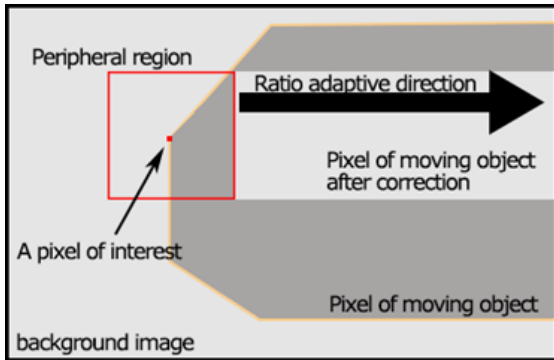 Peripheral region
Ratio adaptive direction
Pixel of moving object
after correction
A pixel of interest
Pixel of moving object
background image